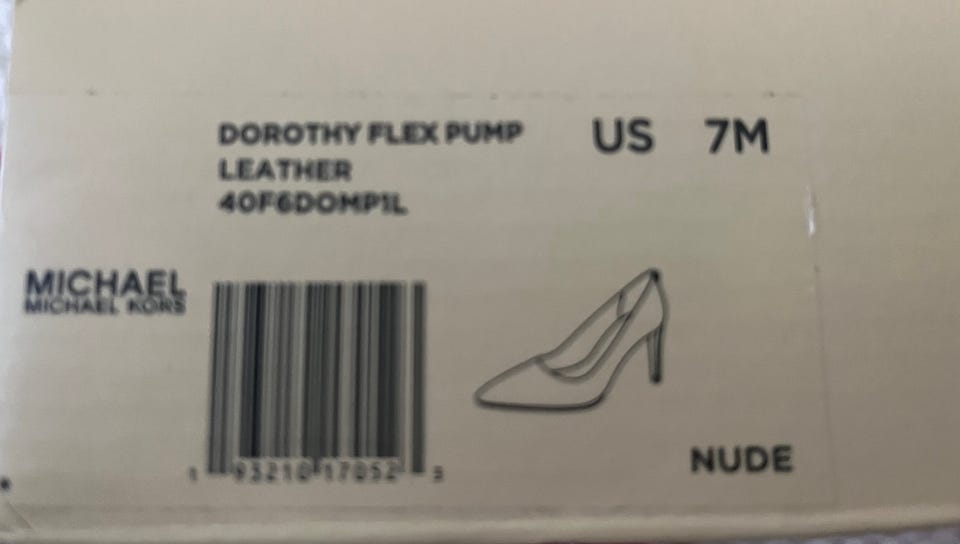 DOROTHY FLEX PUMP
LEATHER
40F6DOMP1L
US 7M
MICHAEL
MICHAEL KORS
1 93210 17052 3
NUDE